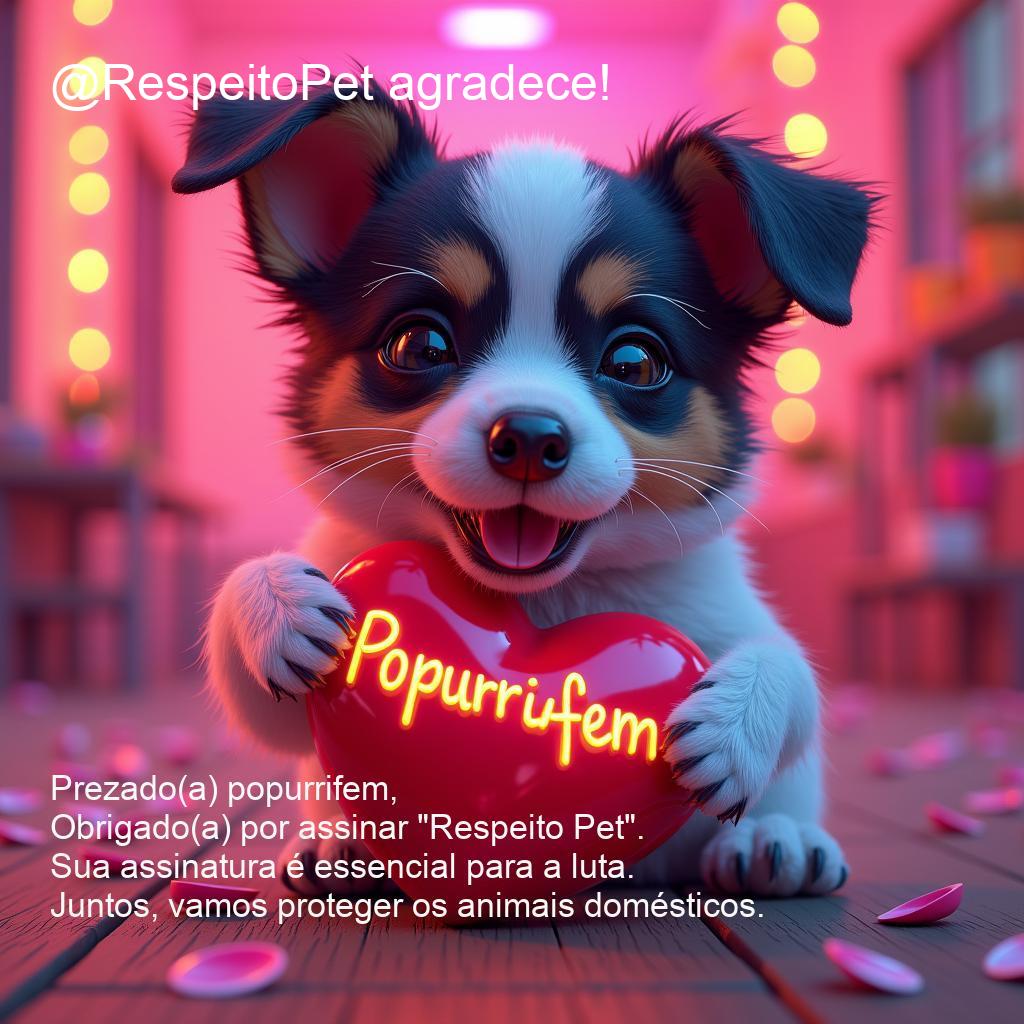 @RespeitoPet agradece!
Popurrifem
Prezado(a) popurrifem,
Obrigado(a) por assinar "Respeito Pet".
Sua assinatura é essencial para a luta.
Juntos, vamos proteger os animais domésticos.